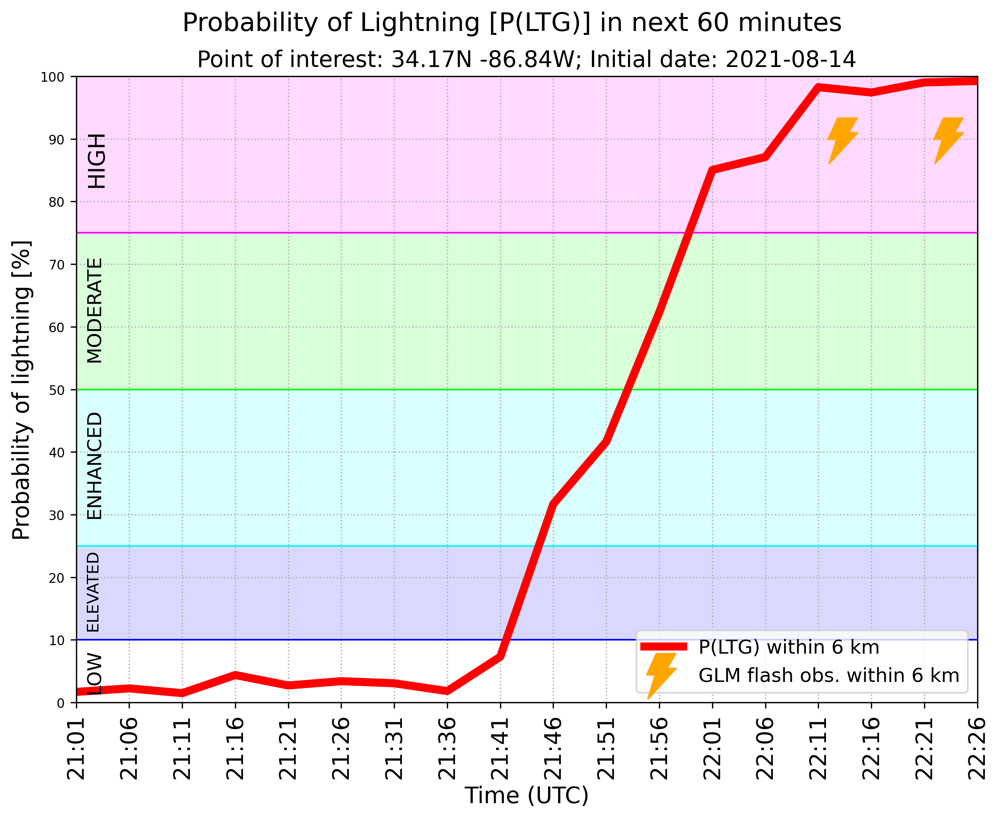 Probability of Lightning [P(LTG)] in next 60 minutes
Point of interest: 34.17N -86.84W; Initial date: 2021-08-14
Probability of lightning [%]
100
90
80
70
60
50
40
30
20
10
0
HIGH
MODERATE
ENHANCED
ELEVATED
LOW
P(LTG) within 6 km
GLM flash obs. within 6 km
21:01
21:06
21:11
21:16
21:21
21:26
21:31
21:36
21:41
21:46
21:51
21:56
22:01
22:06
22:11
22:16
22:21
22:26
Time (UTC)